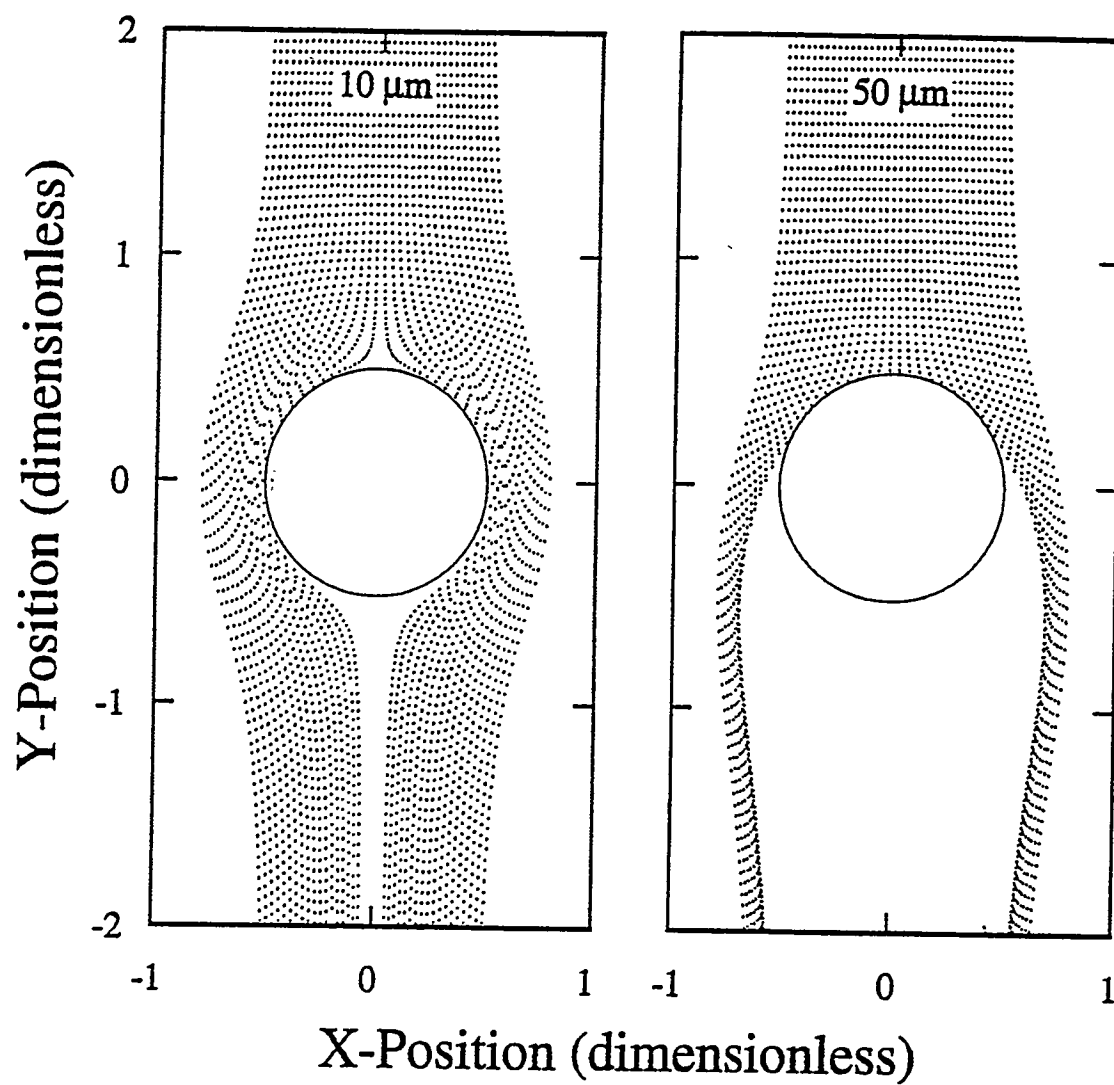 2
10 μm
50 μm
1
0
-1
-2
Y-Position (dimensionless)
-1
0
1
-1
0
1
X-Position (dimensionless)